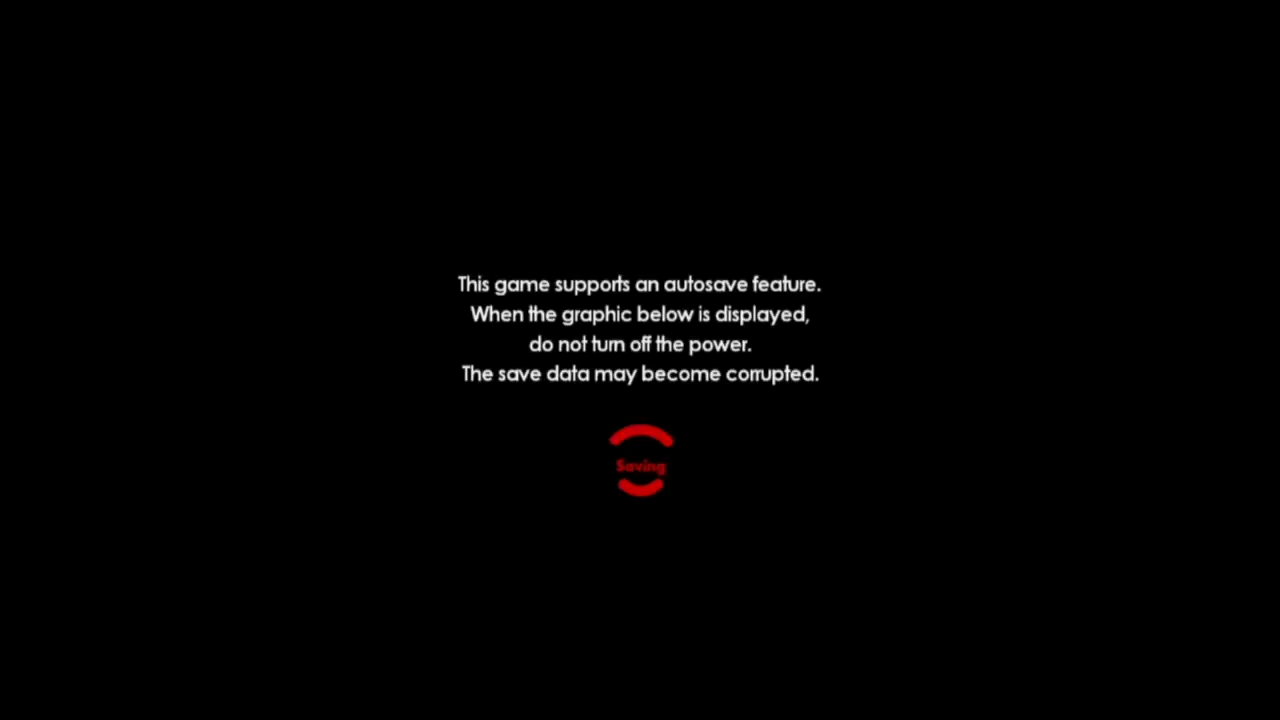 This game supports an autosave feature.
When the graphic below is displayed,
do not turn off the power.
The save data may become corrupted.
Saving